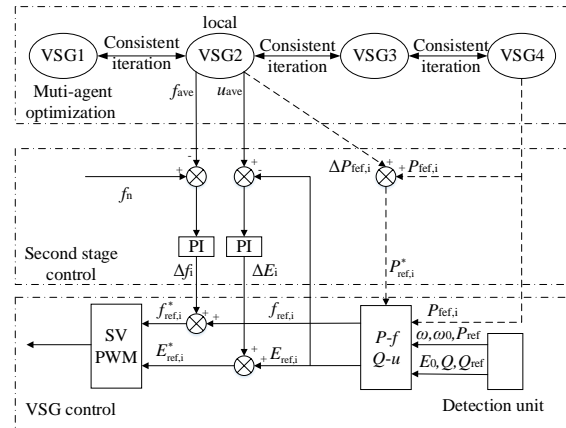 local
VSG1
Consistent
iteration
VSG2
Consistent
iteration
VSG3
Consistent
iteration
VSG4
Muti-agent
optimization
fave
uave
-
+
+
-
+
+
ΔPfef,i
Pfef,i
fn
PI
PI
Second stage
control
Δfi
ΔEi
P*ref,i
f*ref,i
+
+
fref,i
Pfef,i
SV
PWM
P-f
Q-u
ω,ω0,Pref
E*ref,i
+
+
Eref,i
E0,Q,Qref
VSG control
Detection unit